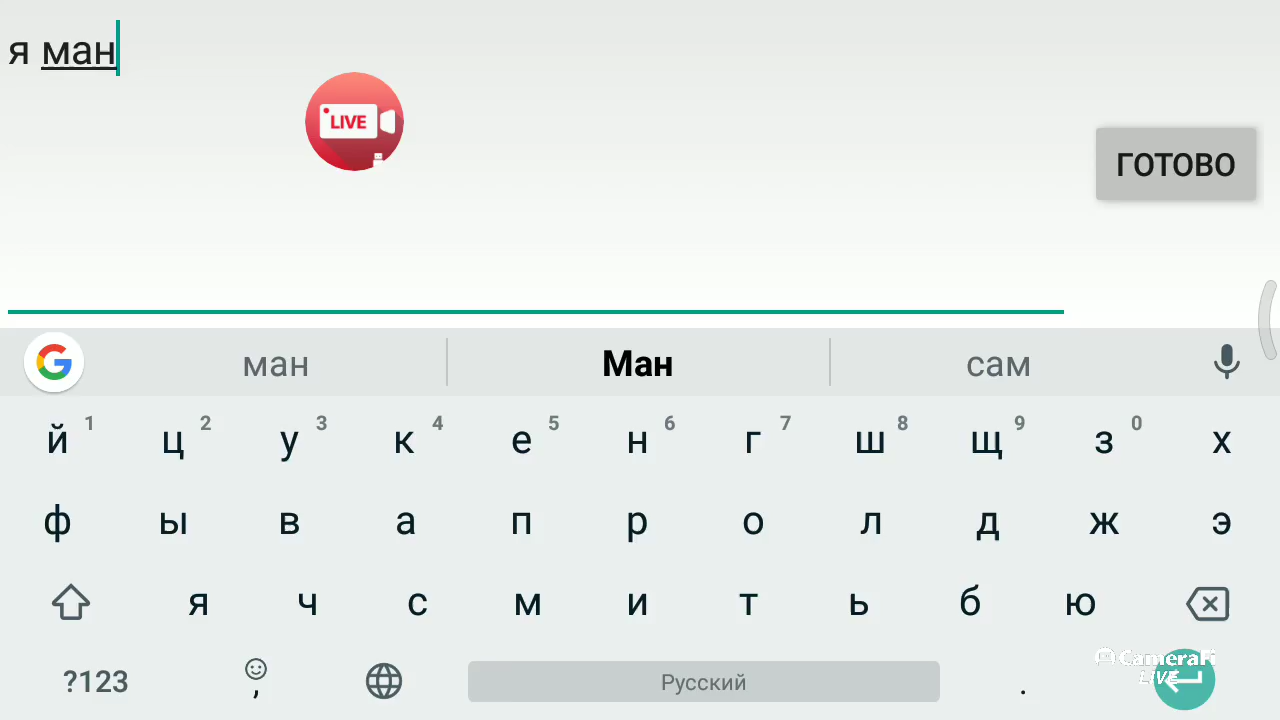 я ман
LIVE
ГОТОВО
ман Ман сам
й 1 ц 2 у 3 к 4 е 5 н 6 г 7 ш 8 щ 9 з 0 х
ф ы в а п р о л д ж э
я ч с м и т ь б ю
?123 , Русский .
CameraFi
LIVE